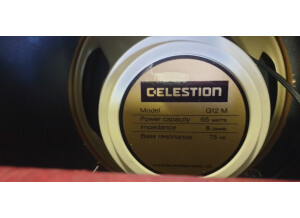 CELESTION
Model G12 M
Power capacity 65 WATTS
Impedance 8 OHMS
Bass resonance 75 HZ